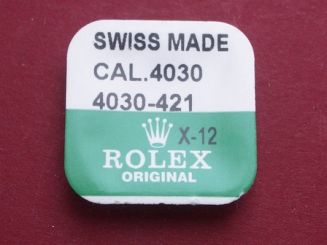 SWISS MADE
CAL.4030
4030-421
X-12
ROLEX
ORIGINAL